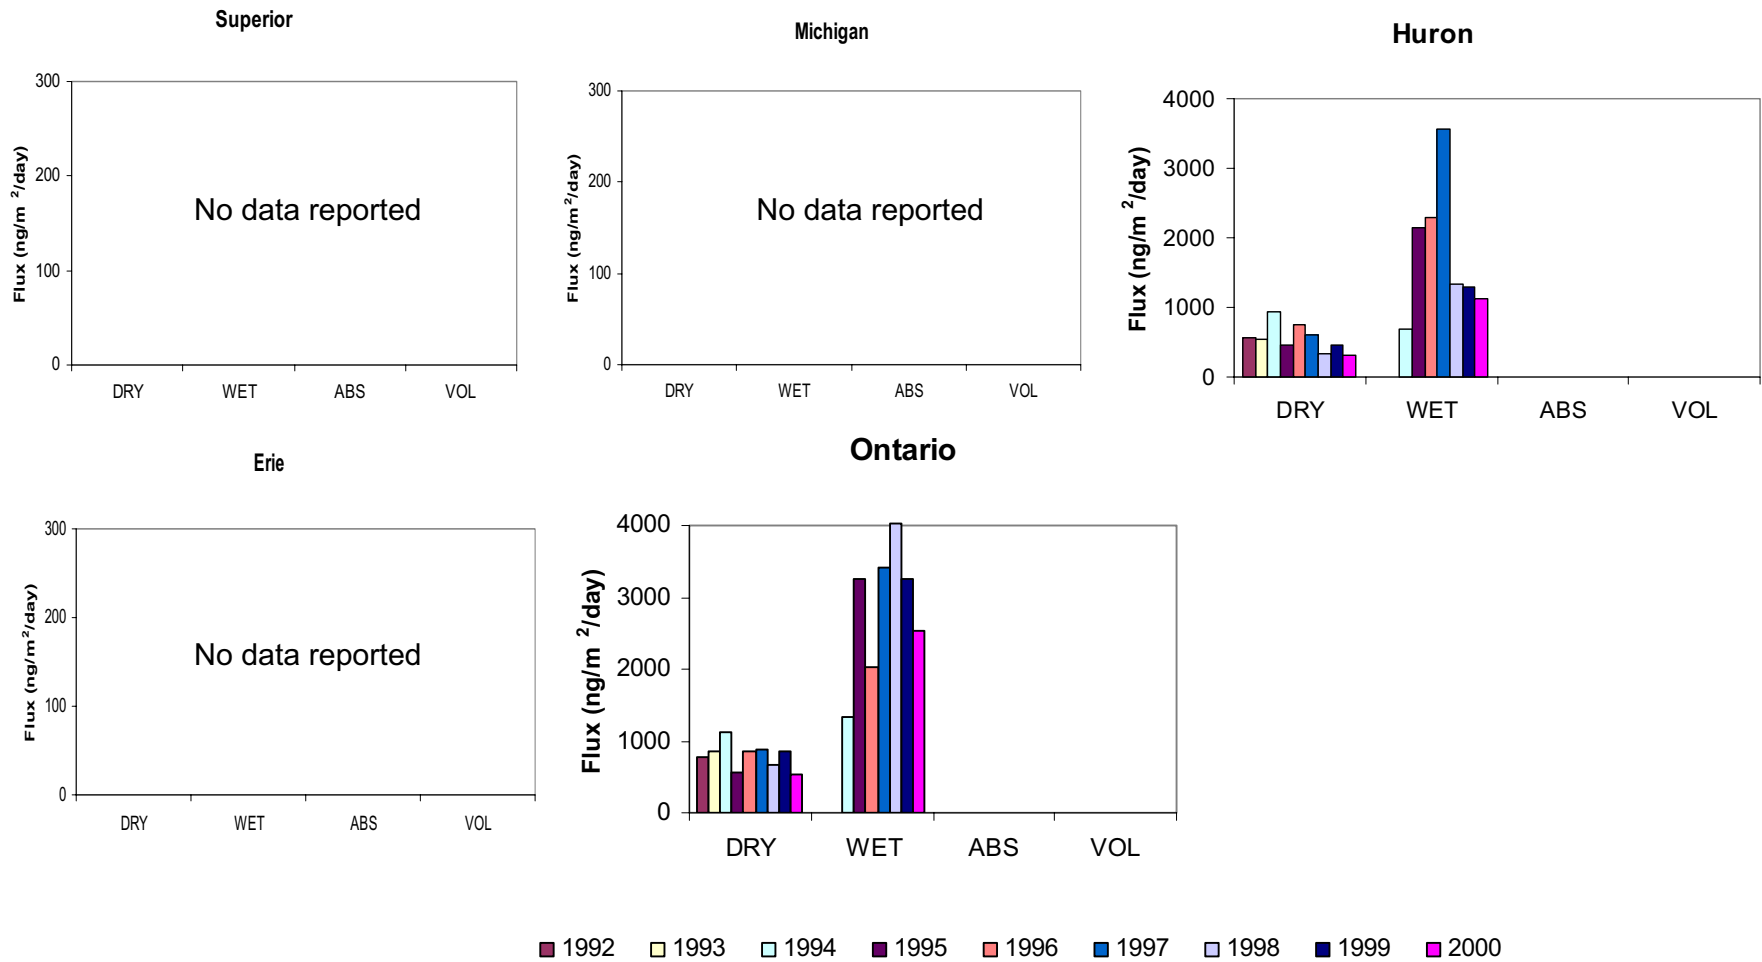 Superior
300
200
100
0
Flux (ng/m 2/day)
No data reported
DRY WET ABS VOL
Michigan
300
200
100
0
Flux (ng/m 2/day)
No data reported
DRY WET ABS VOL
Huron
4000
3000
2000
1000
0
Flux (ng/m 2/day)
DRY WET ABS VOL
Erie
300
200
100
0
Flux (ng/m2/day)
No data reported
DRY WET ABS VOL
Ontario
4000
3000
2000
1000
0
Flux (ng/m 2/day)
DRY WET ABS VOL
1992 1993 1994 1995 1996 1997 1998 1999 2000